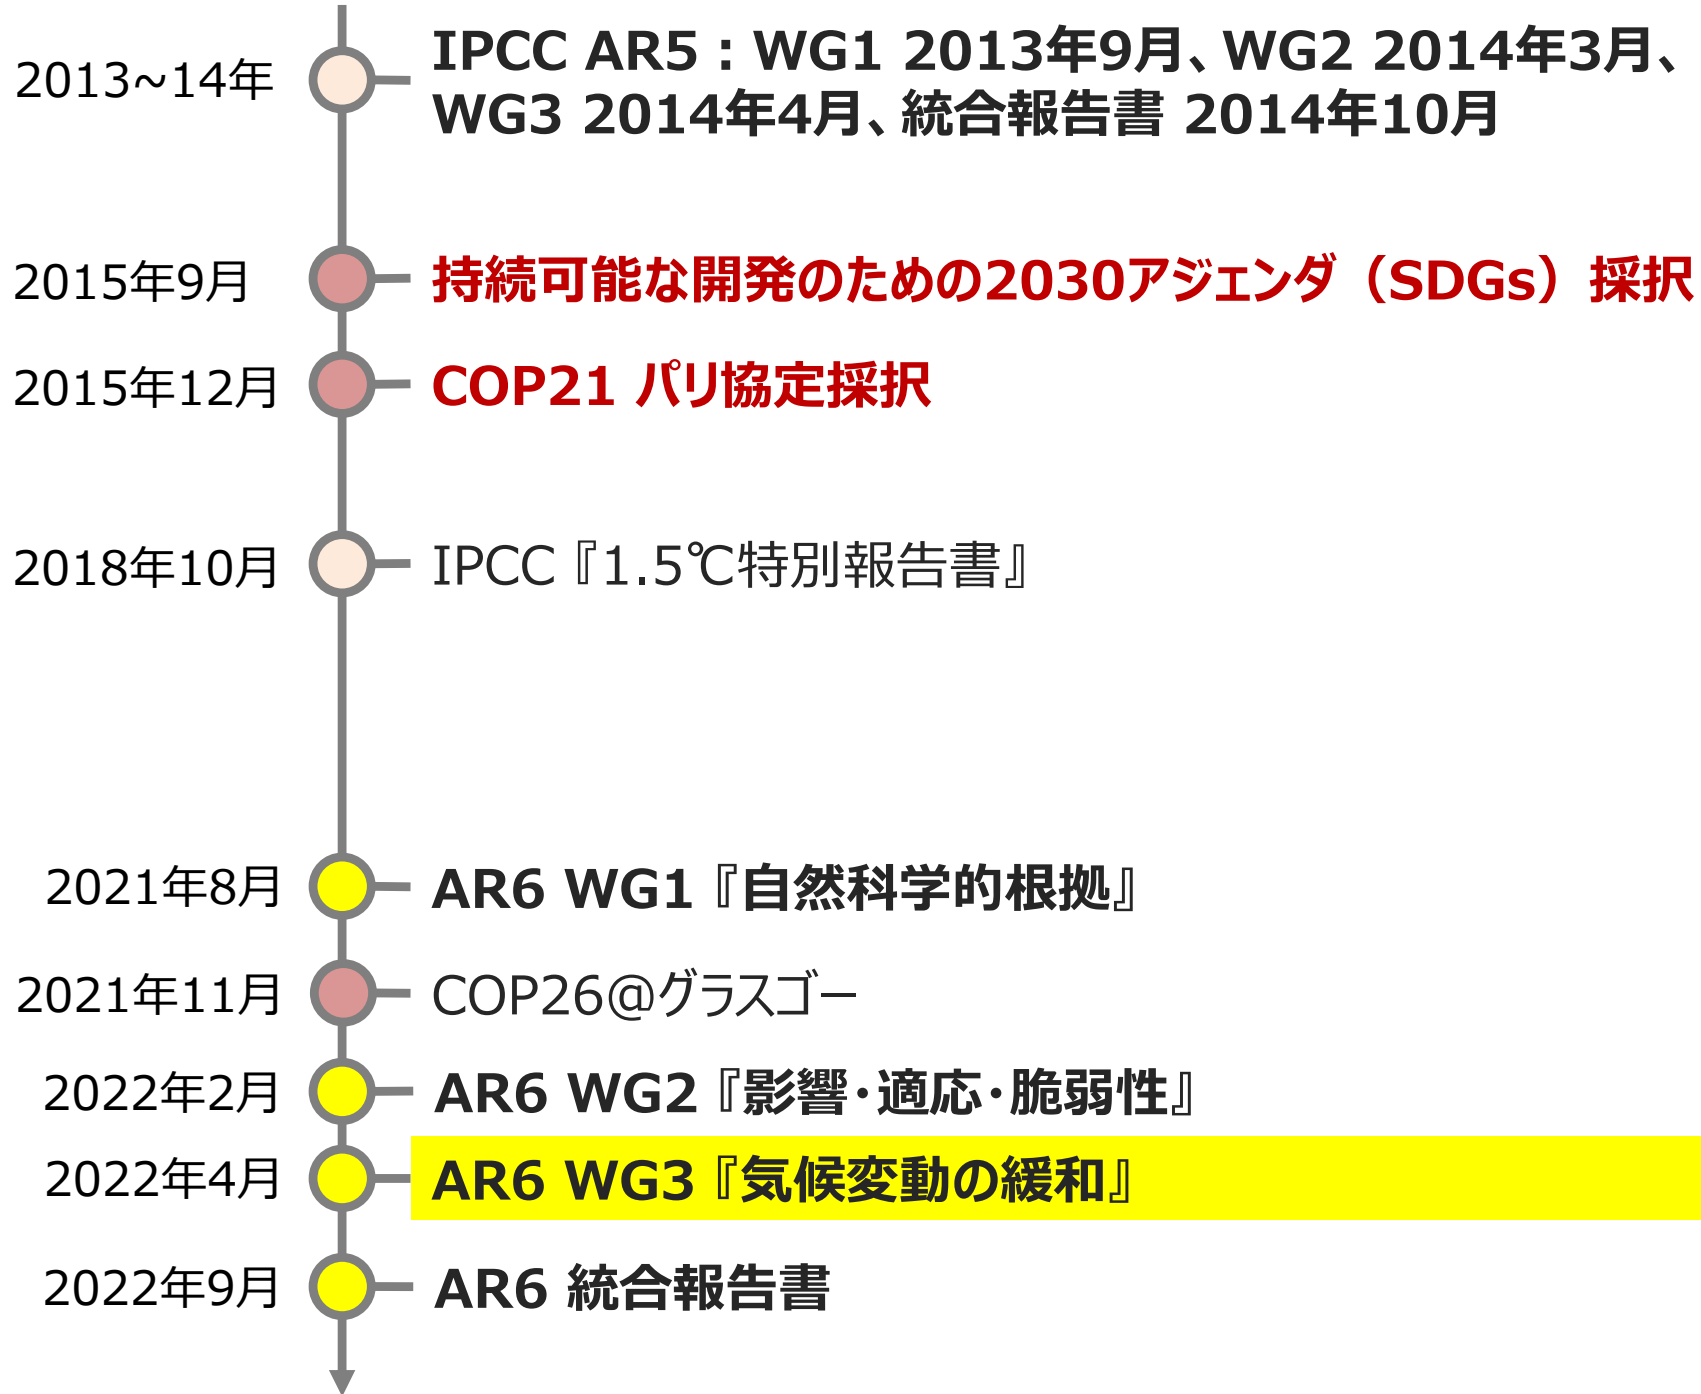 2013~14年
IPCC AR5：WG1 2013年9月、WG2 2014年3月、
WG3 2014年4月、統合報告書 2014年10月
2015年9月
持続可能な開発のための2030アジェンダ（SDGs）採択
2015年12月
COP21 パリ協定採択
2018年10月
IPCC『1.5℃特別報告書』
2021年8月
AR6 WG1『自然科学的根拠』
2021年11月
COP26@グラスゴー
2022年2月
AR6 WG2『影響・適応・脆弱性』
2022年4月
AR6 WG3『気候変動の緩和』
2022年9月
AR6 統合報告書